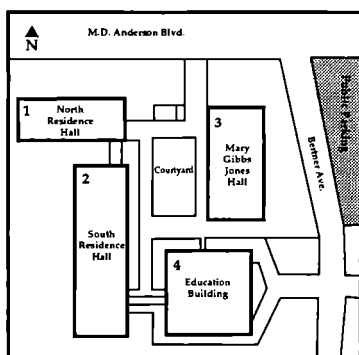 M.D. Anderson Blvd.
N
1
North
Residence
Hall
2
South
Residence
Hall
Courtyard
3
Mary
Gibbs
Jones
Hall
Bertner Ave.
Public Parking
4
Education
Building